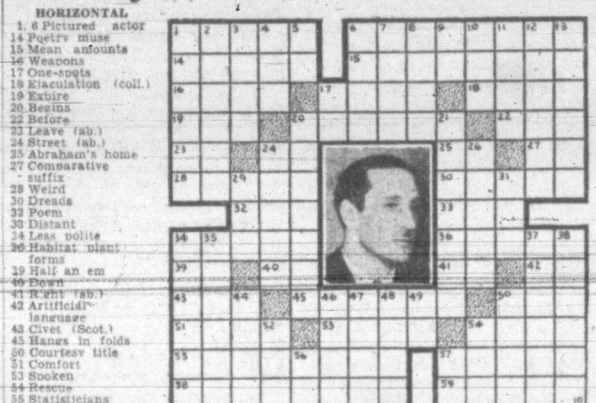 HORIZONTAL
1, 6 Pictured actor
14 Poetry muse
15 Mean amounts
16 Weapons
17 One-spots
18 Ejaculation (coll.)
19 Expire
20 Begins
22 Before
23 Leave (ab.)
24 Street (ab.)
25 Abraham's home
27 Comparative
suffix
28 Weird
30 Dreads
32 Poem
33 Distant
34 Less polite
36 Habitat plant
forms
39 Half an em
40 Down
41 Right (ab.)
42 Artificial
language
43 Civet (Scot.)
45 Hangs in folds
50 Courtesy title
51 Comfort
53 Spoken
54 Rescue
55 Statisticians
1 2 3 4 5 6 7 8 9 10 11 12 13
14 15
16 17 18
19 20 21 22
23 24 25 26 27
28 29 30 31
32 33
34 35 36 37 38
39 40 41 42
43 44 45 46 47 48 49 50
51 52 53 54
55 56 57
58 59
10